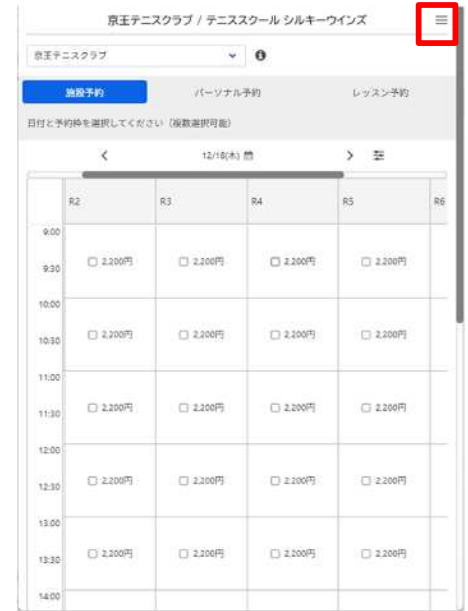 京王テニスクラブ / テニススクール シルキーウインズ
京王テニスクラブ
施設予約 パーソナル予約 レッスン予約
日付と予約枠を選択してください（複数選択可能）
12/18(木)
R2 R3 R4 R5 R6
9:00
9:30 2,200円 2,200円 2,200円 2,200円
10:00
10:30 2,200円 2,200円 2,200円 2,200円
11:00
11:30 2,200円 2,200円 2,200円 2,200円
12:00
12:30 2,200円 2,200円 2,200円 2,200円
13:00
13:30 2,200円 2,200円 2,200円 2,200円
14:00